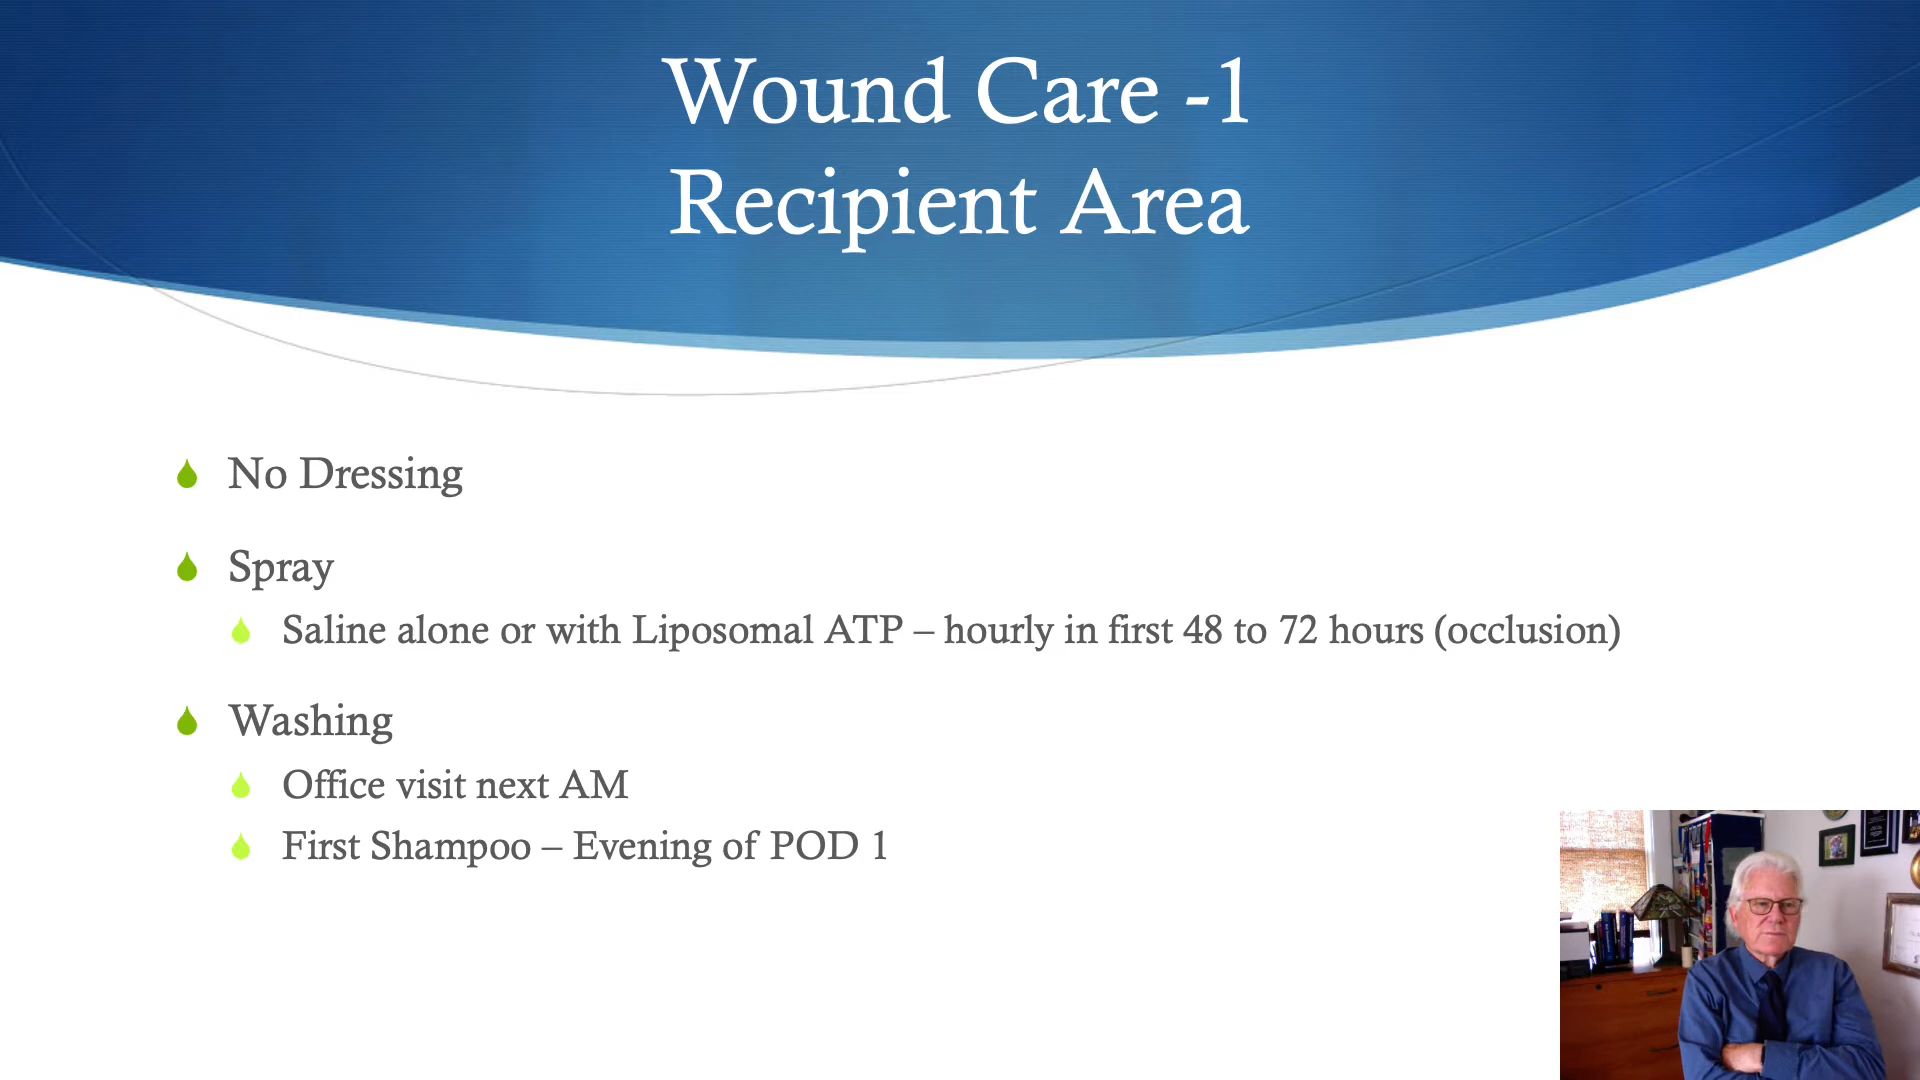 Wound Care -1
Recipient Area
No Dressing
Spray
Saline alone or with Liposomal ATP – hourly in first 48 to 72 hours (occlusion)
Washing
Office visit next AM
First Shampoo – Evening of POD 1